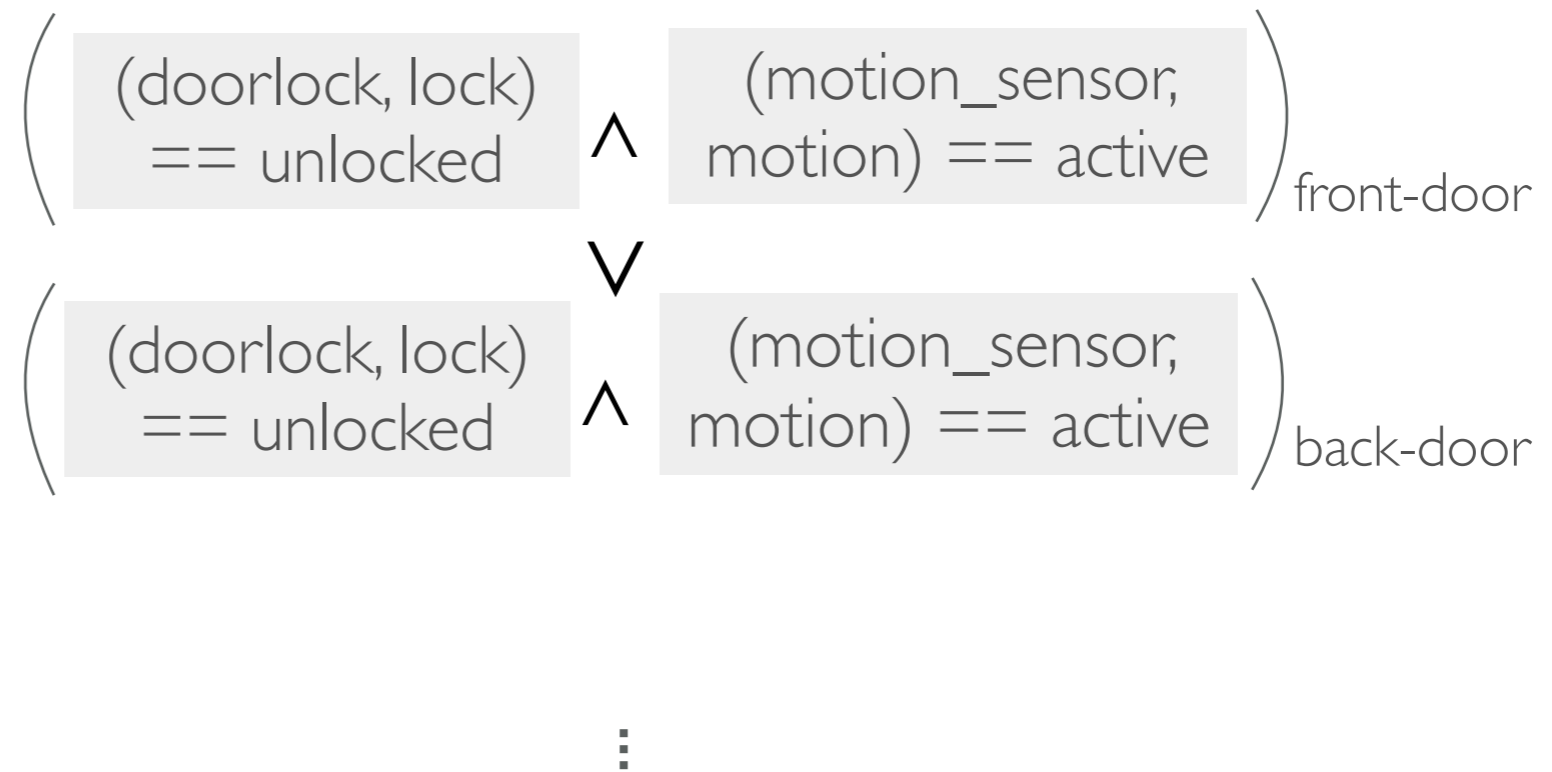 ( (doorlock, lock) == unlocked ∧ (motion_sensor, motion) == active ) front-door
∨
( (doorlock, lock) == unlocked ∧ (motion_sensor, motion) == active ) back-door
⋮